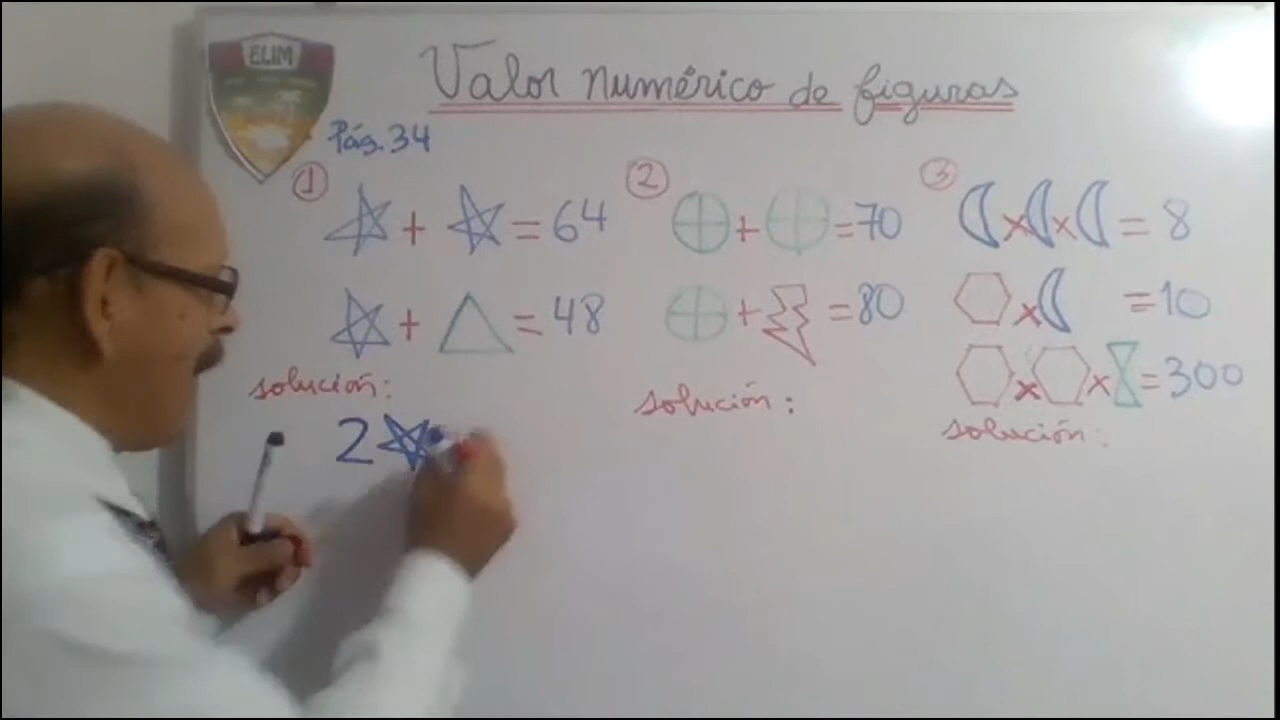 ELIM
Valor numérico de figuras
Pág. 34
1
+ = 64
+ = 48
solución:
2
2
+ = 70
+ = 80
solución:
3
x x = 8
x = 10
x x = 300
solución: